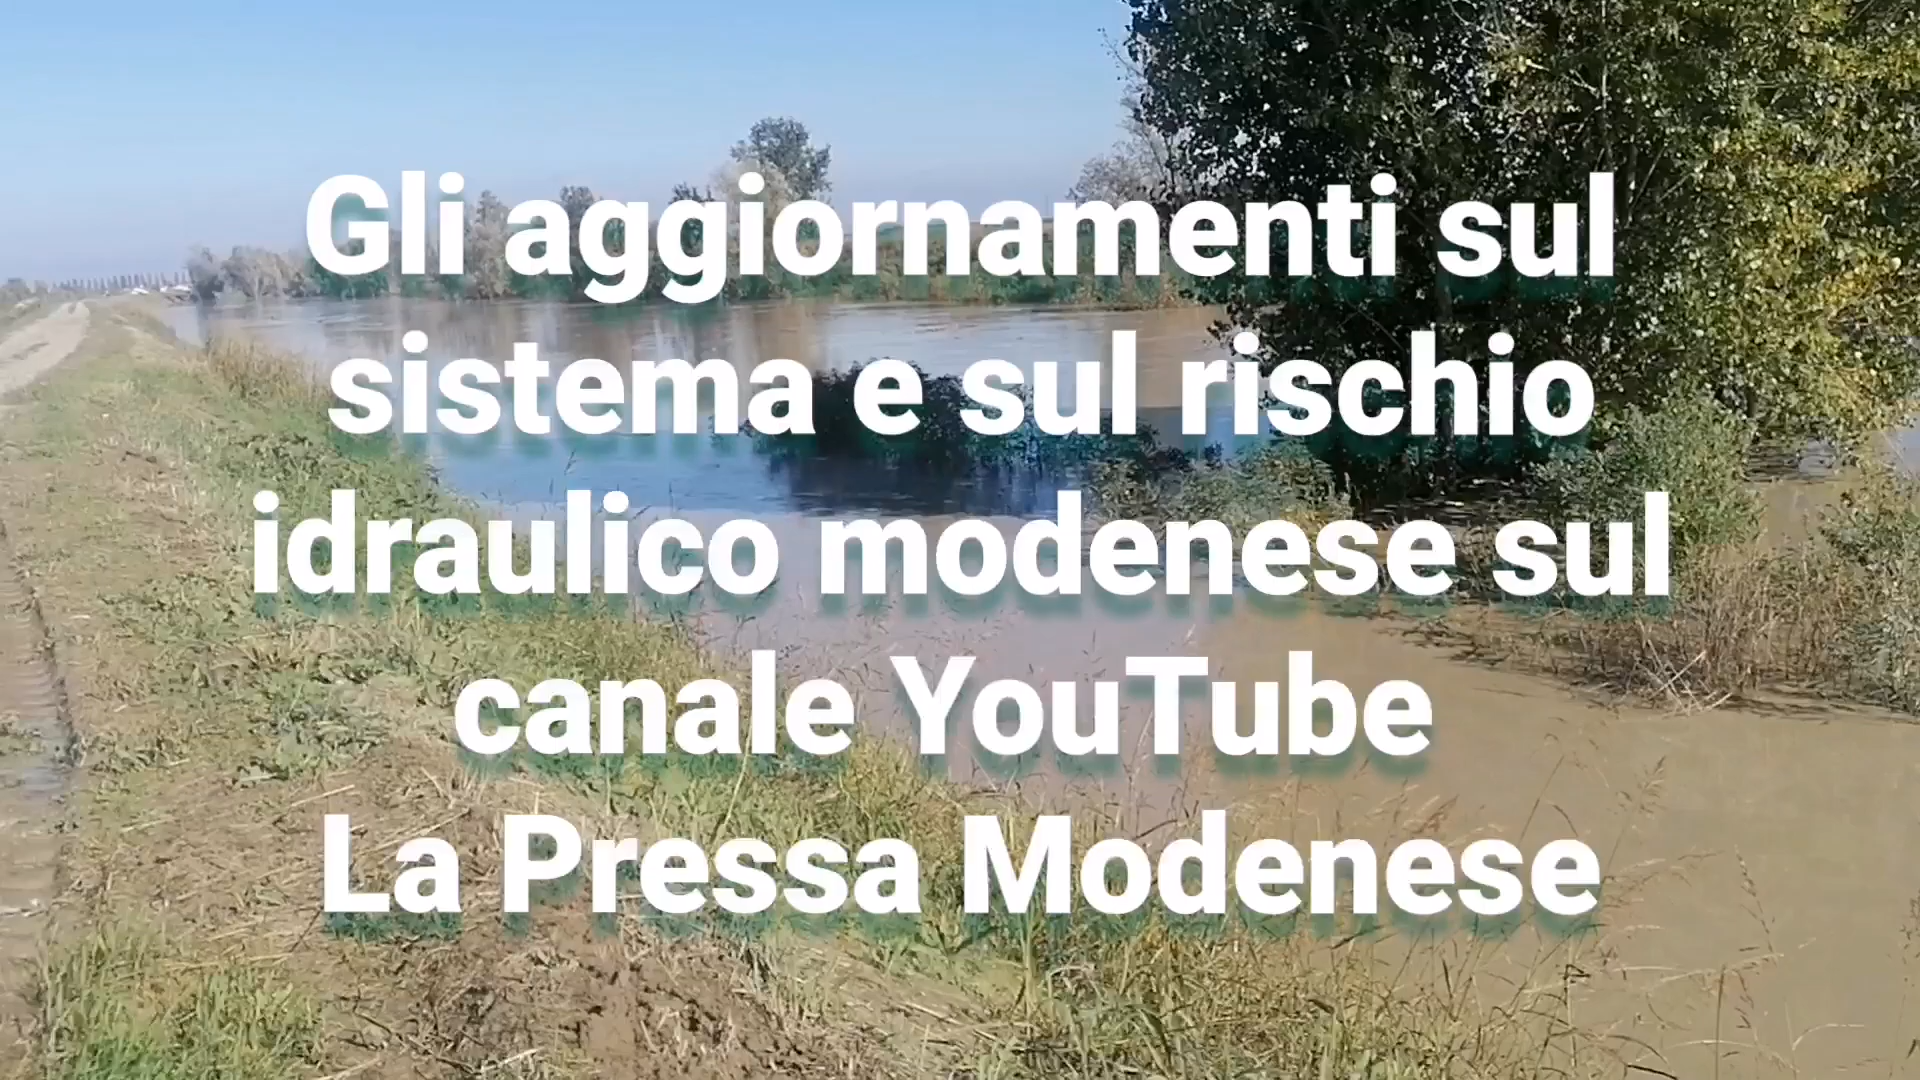 Gli aggiornamenti sul
sistema e sul rischio
idraulico modenese sul
canale YouTube
La Pressa Modenese